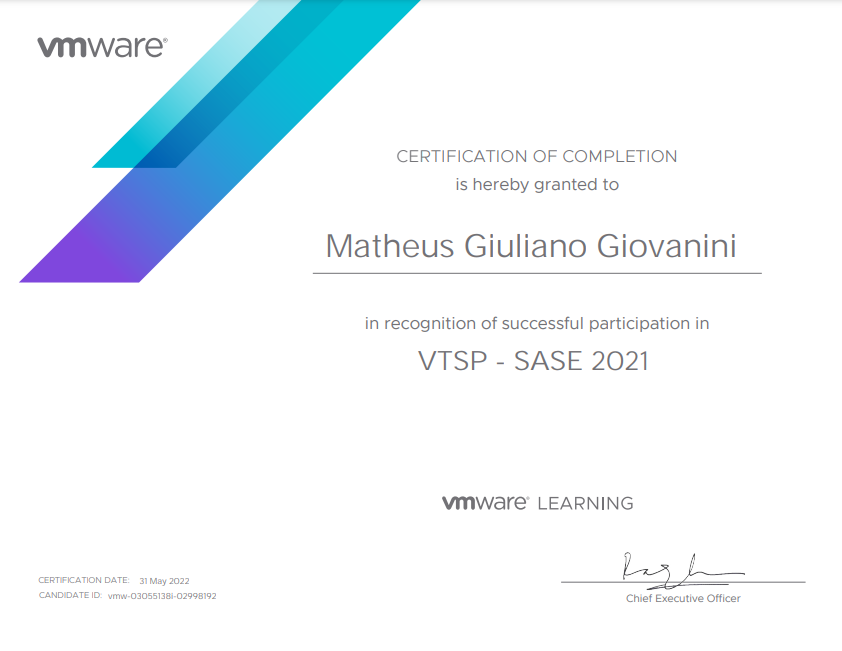 vmware®
CERTIFICATION OF COMPLETION
is hereby granted to
Matheus Giuliano Giovanini
in recognition of successful participation in
VTSP - SASE 2021
vmware® LEARNING
CERTIFICATION DATE: 31 May 2022
CANDIDATE ID: vmw-03055138i-02998192
Chief Executive Officer